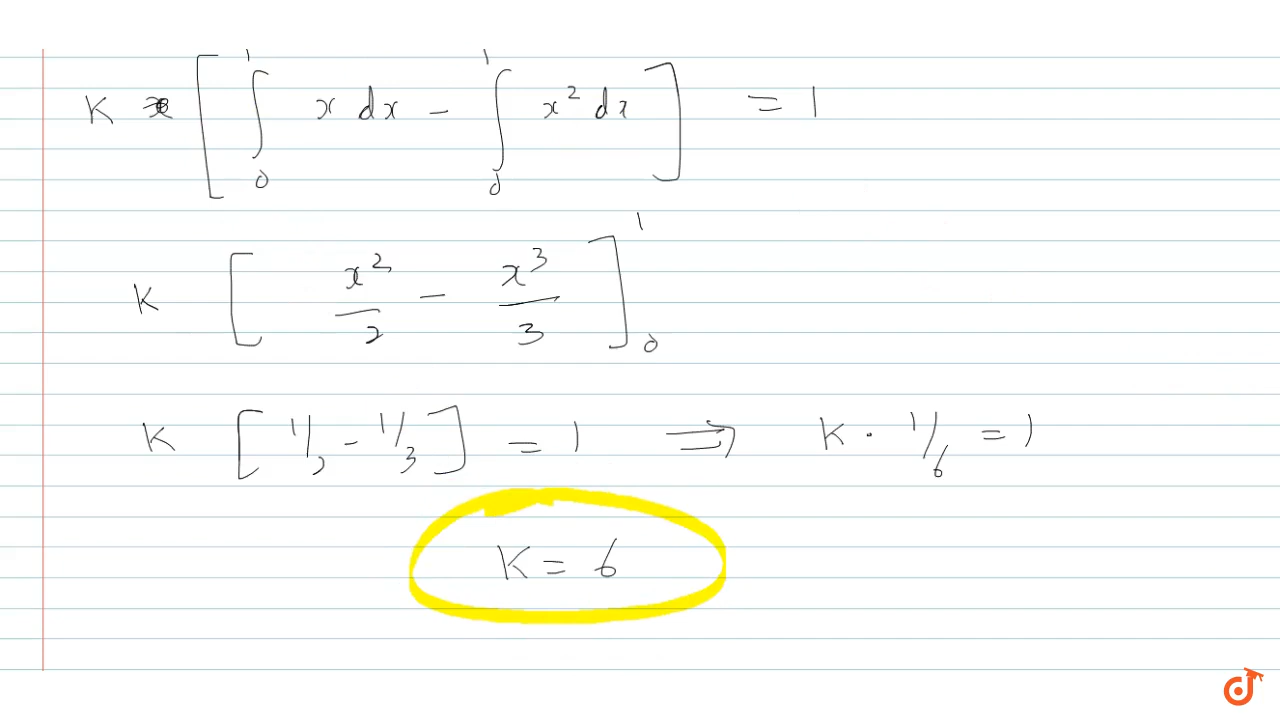 K [ ∫₀¹ x dx − ∫₀¹ x² dx ] = 1
K [ x²/2 − x³/3 ]₀¹
K [ 1/2 − 1/3 ] = 1 ⇒ K · 1/6 = 1
K = 6